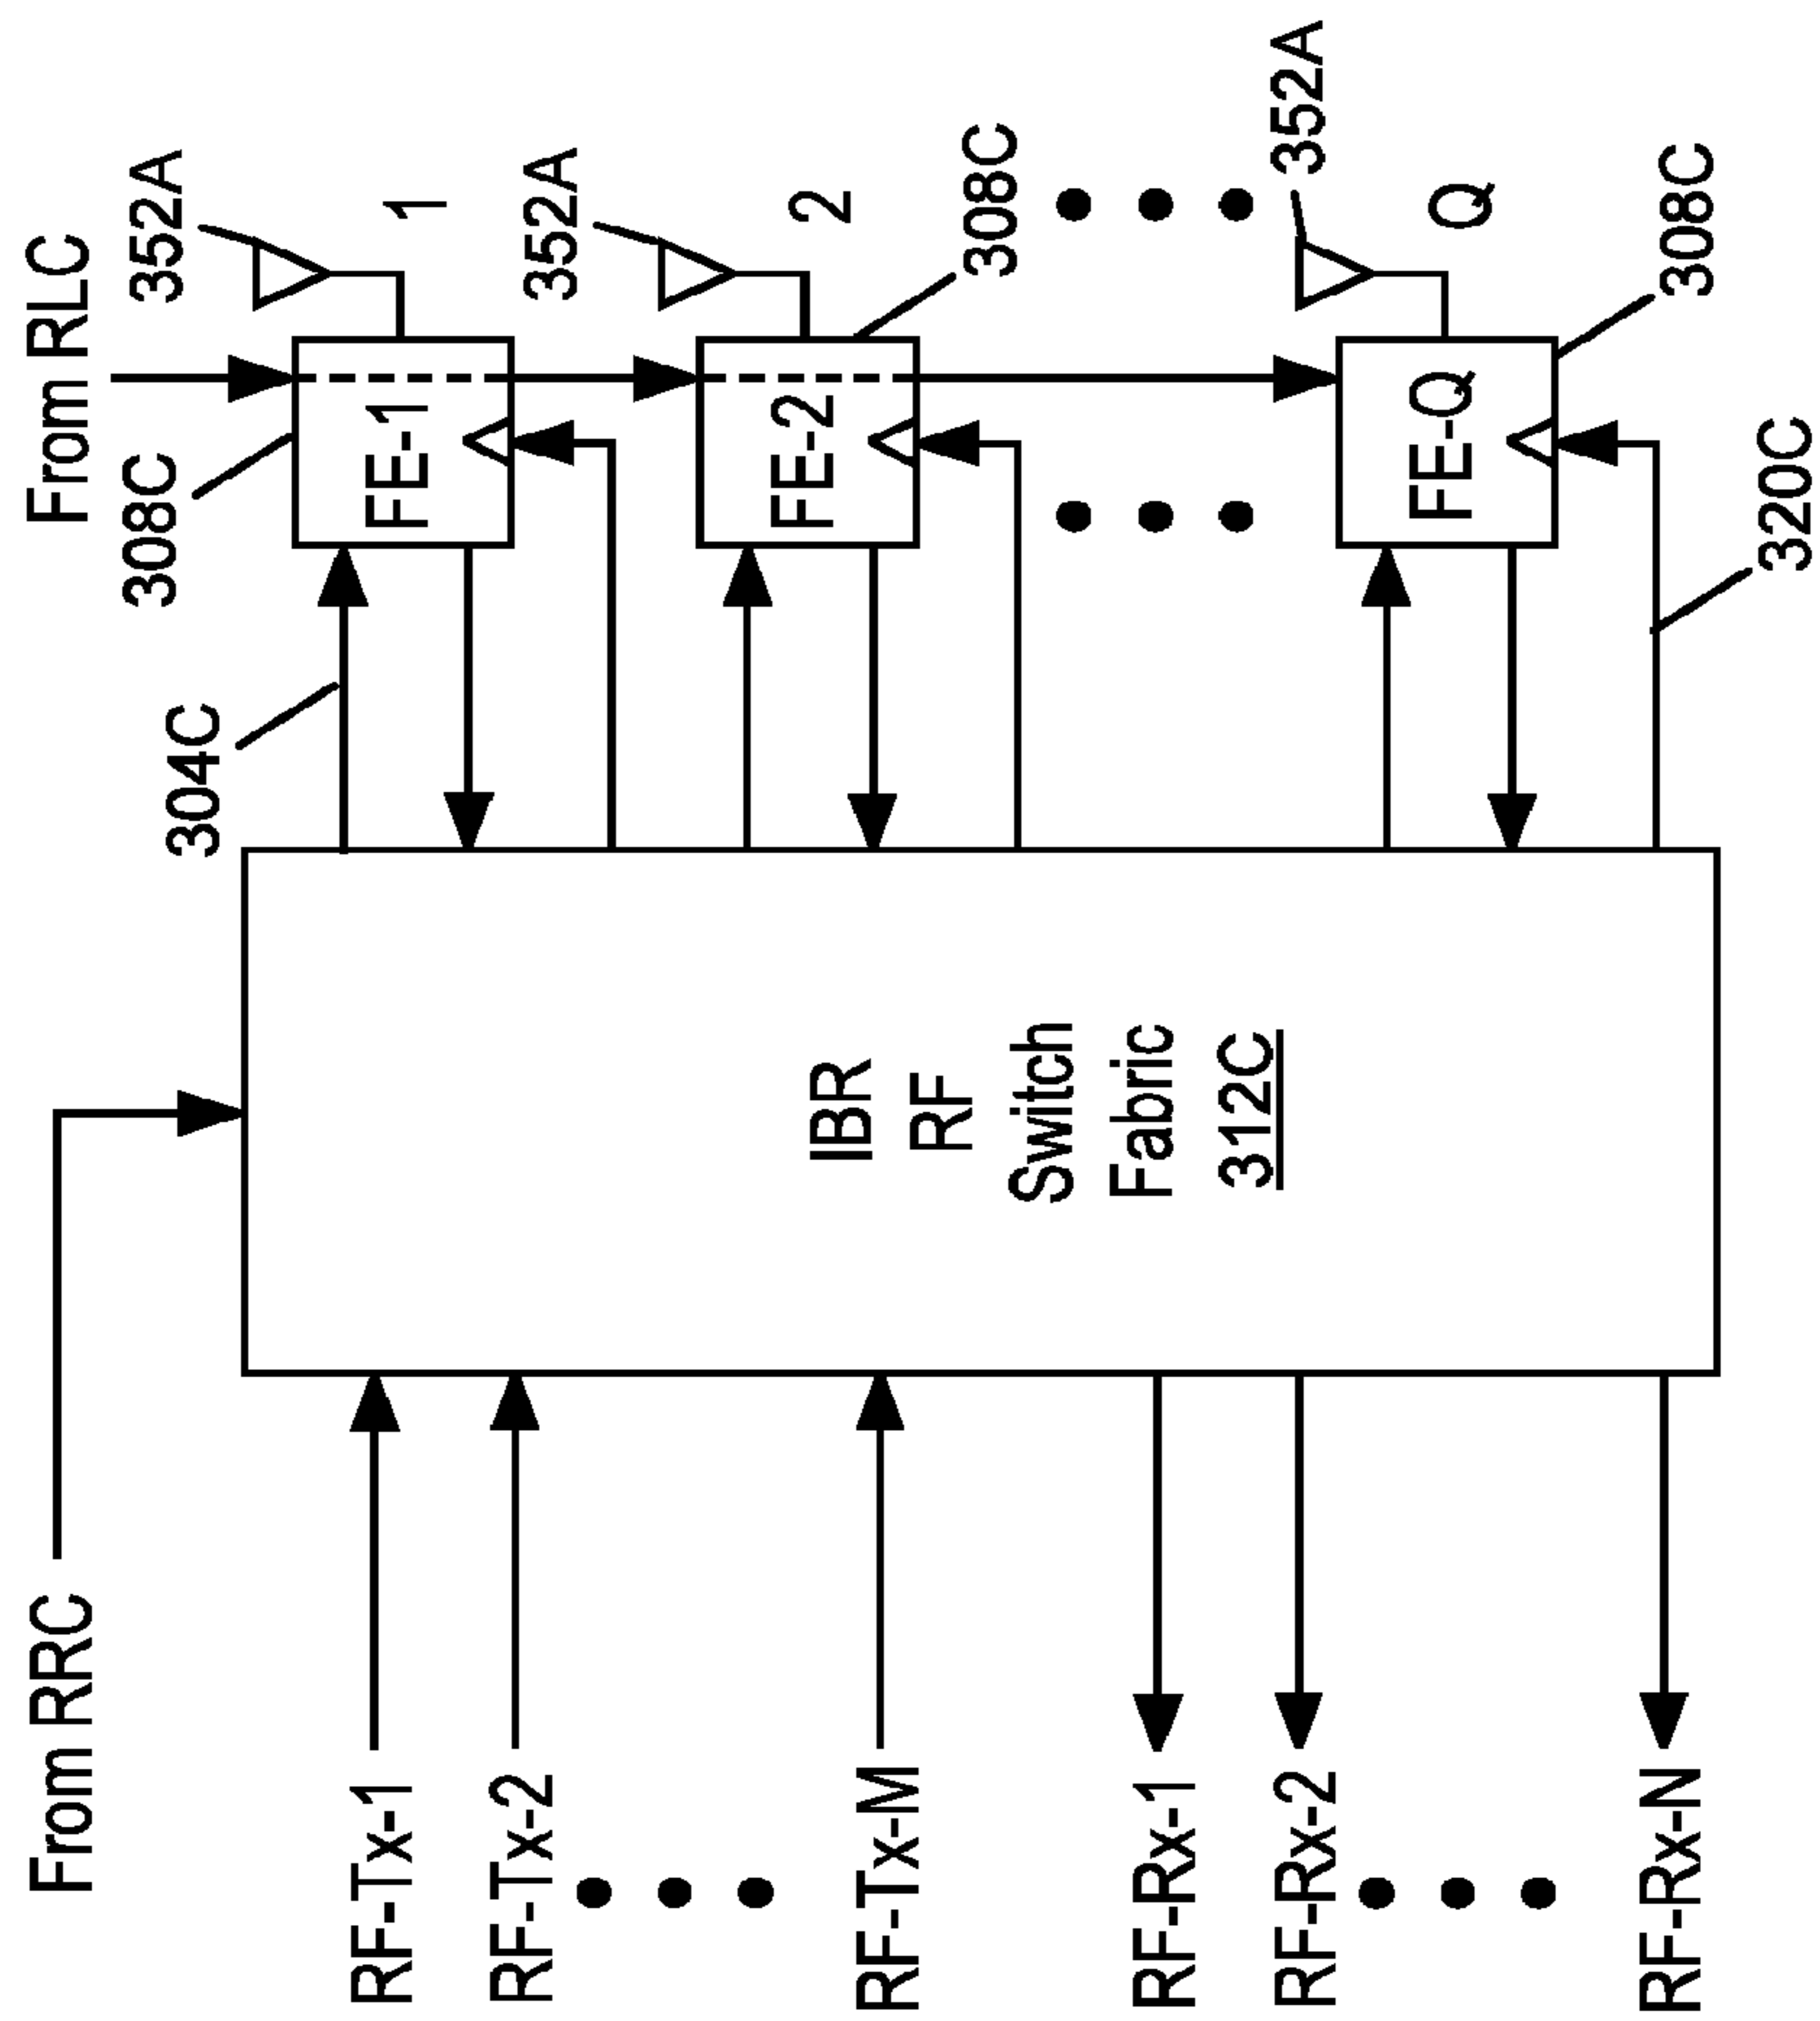 From RRC
From RLC
352A
308C
304C
RF-Tx-1
FE-1
1
RF-Tx-2
352A
FE-2
2
IBR
RF
Switch
Fabric
312C
RF-Tx-M
308C
RF-Rx-1
RF-Rx-2
352A
FE-Q
Q
RF-Rx-N
308C
320C